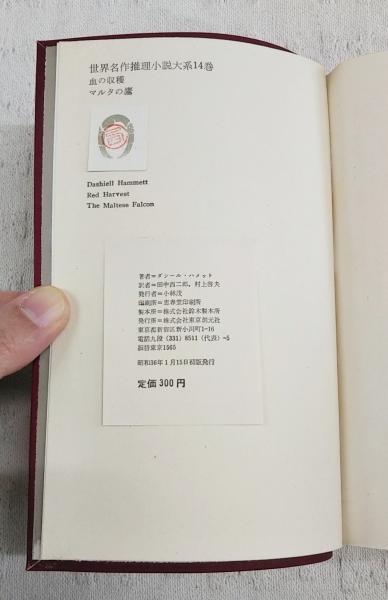 世界名作推理小説大系14巻
血の収穫
マルタの鷹
Dashiell Hammett
Red Harvest
The Maltese Falcon
著者=ダシール・ハメット
訳者=田中西二郎，村上啓夫
発行者=小林茂
印刷所=恵春堂印刷所
製本所=株式会社鈴木製本所
発行所=株式会社東京創元社
東京都新宿区新小川町1-16
電話九段（331）8511（代表）～5
振替東京1565
昭和36年1月15日初版発行
定価300円